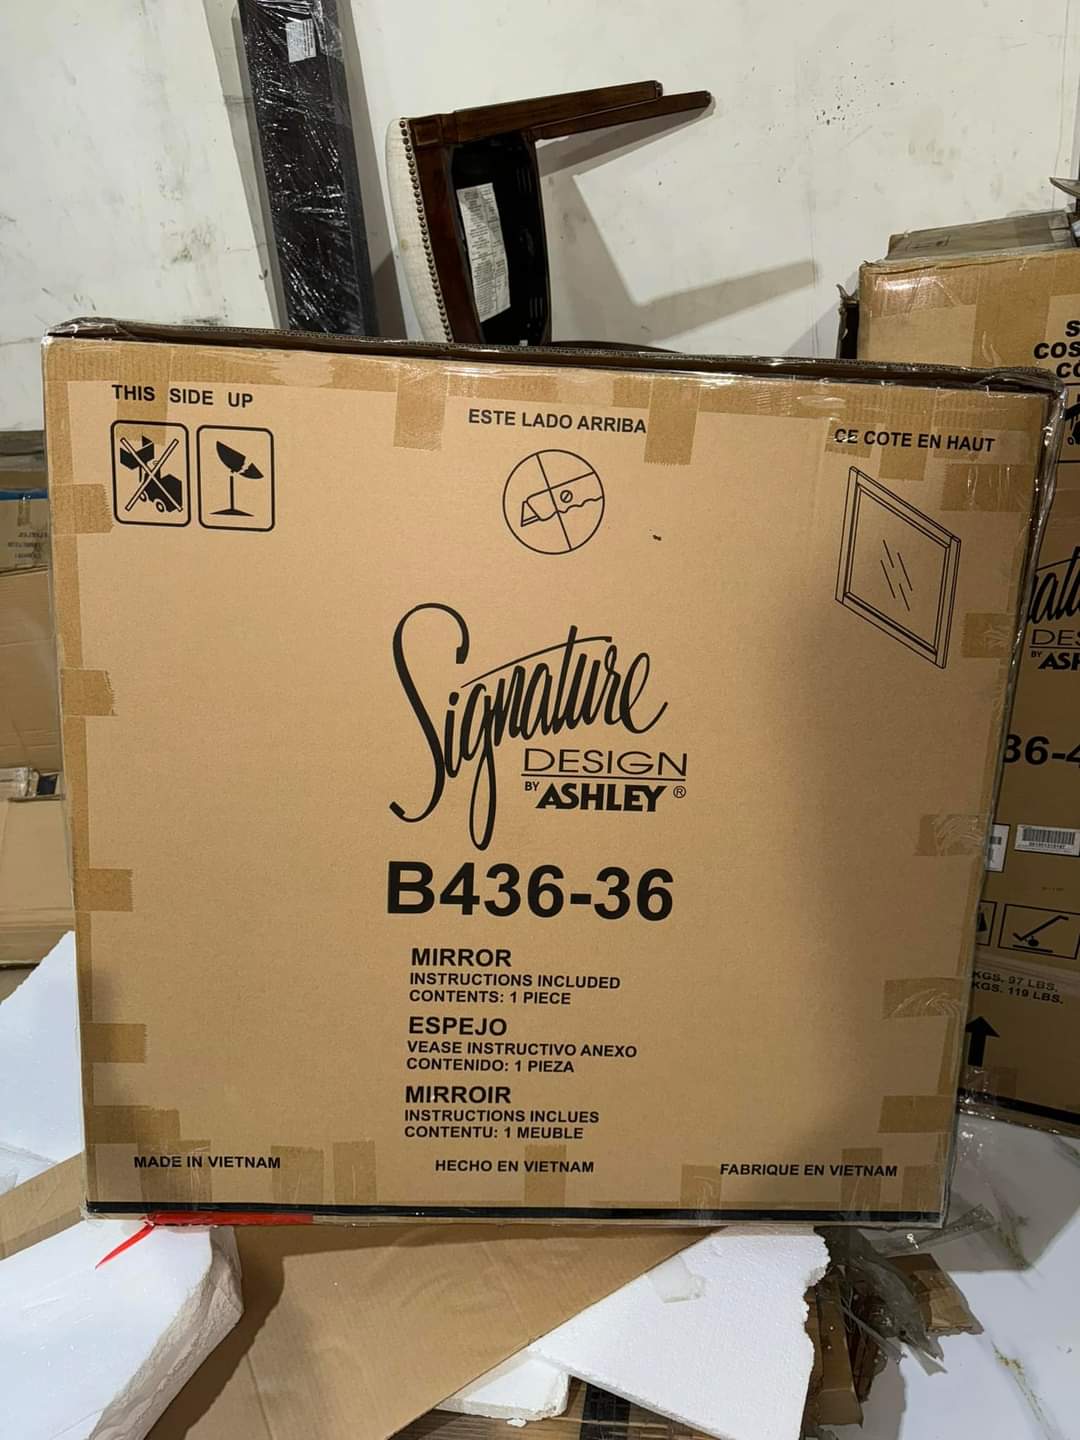 THIS SIDE UP
ESTE LADO ARRIBA
CE COTE EN HAUT
Signature
DESIGN
BY ASHLEY ®
B436-36
MIRROR
INSTRUCTIONS INCLUDED
CONTENTS: 1 PIECE
ESPEJO
VEASE INSTRUCTIVO ANEXO
CONTENIDO: 1 PIEZA
MIRROIR
INSTRUCTIONS INCLUES
CONTENTU: 1 MEUBLE
MADE IN VIETNAM
HECHO EN VIETNAM
FABRIQUE EN VIETNAM
BY ASH
36-4
KGS. 97 LBS.
KGS. 119 LBS.